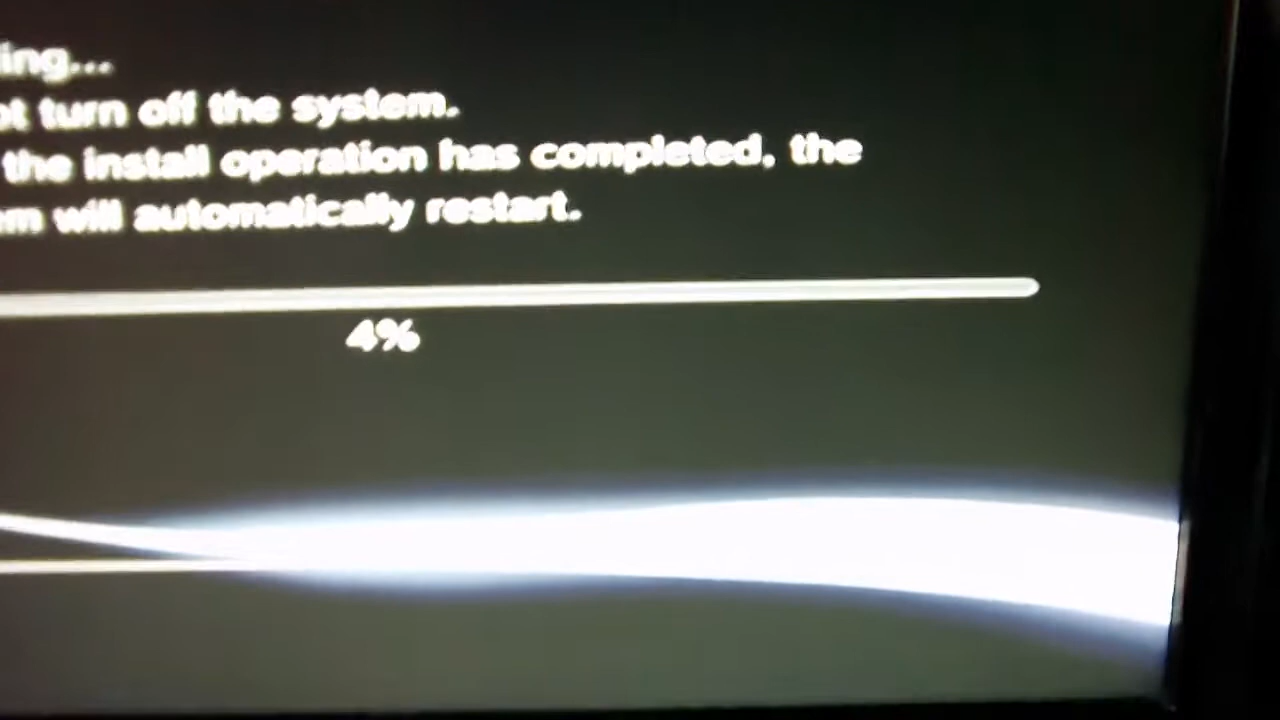 ing...
ot turn off the system.
the install operation has completed, the
em will automatically restart.
4%